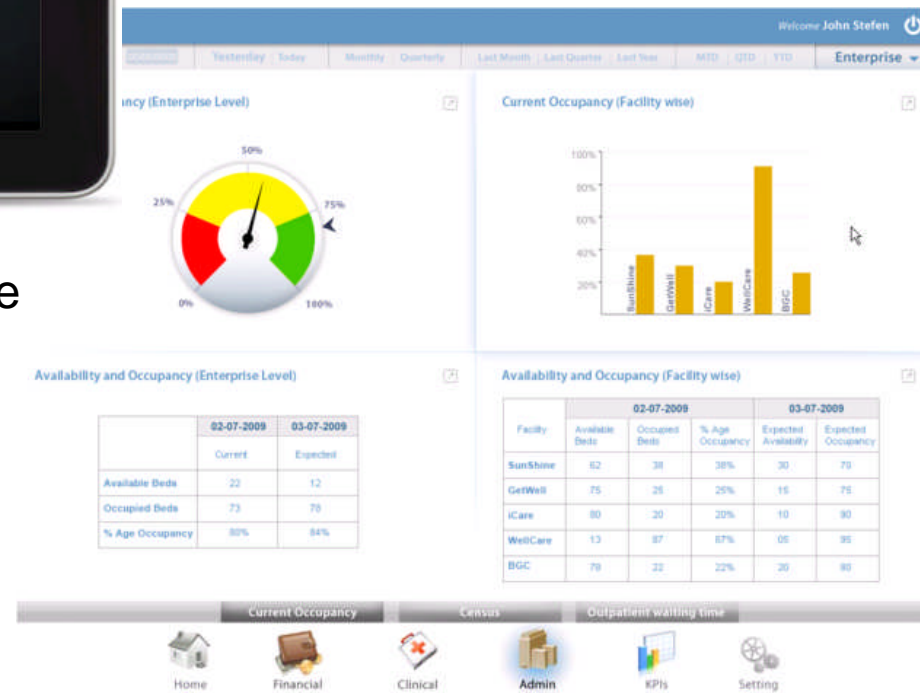 Welcome John Stefen
Yesterday Today Monthly Quarterly Last Month Last Quarter Last Year MTD QTD YTD Enterprise
ncy (Enterprise Level)
Current Occupancy (Facility wise)
50%
25%
75%
0%
100%
100%
80%
60%
40%
20%
SunShine
GetWell
iCare
WellCare
BGC
e
Availability and Occupancy (Enterprise Level)
02-07-2009 03-07-2009
Current Expected
Available Beds 22 12
Occupied Beds 73 78
% Age Occupancy 80% 84%
Availability and Occupancy (Facility wise)
02-07-2009 03-07-2009
Facility Available Beds Occupied Beds % Age Occupancy Expected Availability Expected Occupancy
SunShine 62 38 38% 30 70
GetWell 75 25 25% 15 75
iCare 80 20 20% 10 90
WellCare 13 87 87% 05 95
BGC 78 22 22% 20 80
Current Occupancy Census Outpatient waiting time
Home Financial Clinical Admin KPIs Setting